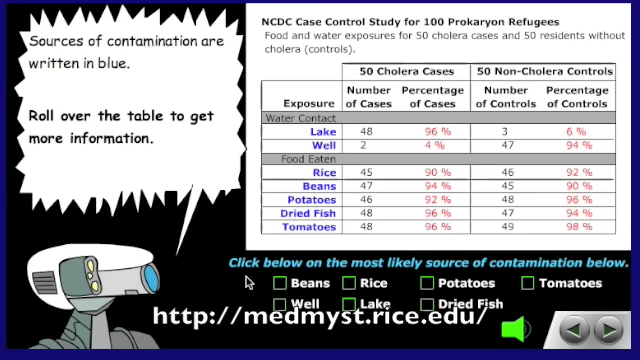 Sources of contamination are
written in blue.
Roll over the table to get
more information.
NCDC Case Control Study for 100 Prokaryon Refugees
Food and water exposures for 50 cholera cases and 50 residents without
cholera (controls).
50 Cholera Cases 50 Non-Cholera Controls
Exposure Number of Cases Percentage of Cases Number of Controls Percentage of Controls
Water Contact
Lake 48 96 % 3 6 %
Well 2 4 % 47 94 %
Food Eaten
Rice 45 90 % 46 92 %
Beans 47 94 % 45 90 %
Potatoes 46 92 % 48 96 %
Dried Fish 48 96 % 47 94 %
Tomatoes 48 96 % 49 98 %
Click below on the most likely source of contamination below.
Beans Rice Potatoes Tomatoes
Well Lake Dried Fish
http://medmyst.rice.edu/